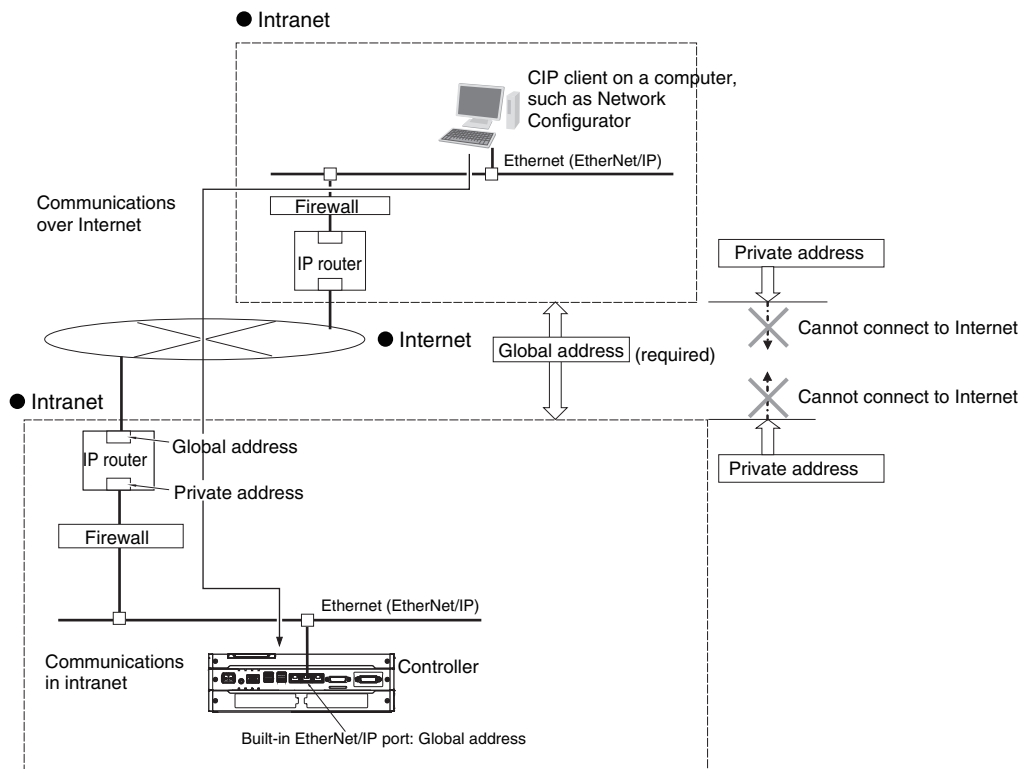 ● Intranet
CIP client on a computer,
such as Network
Configurator
Ethernet (EtherNet/IP)
Communications
over Internet
Firewall
IP router
Private address
Cannot connect to Internet
● Internet
Global address (required)
Cannot connect to Internet
● Intranet
Global address
IP router
Private address
Private address
Firewall
Ethernet (EtherNet/IP)
Communications
in intranet
Controller
Built-in EtherNet/IP port: Global address